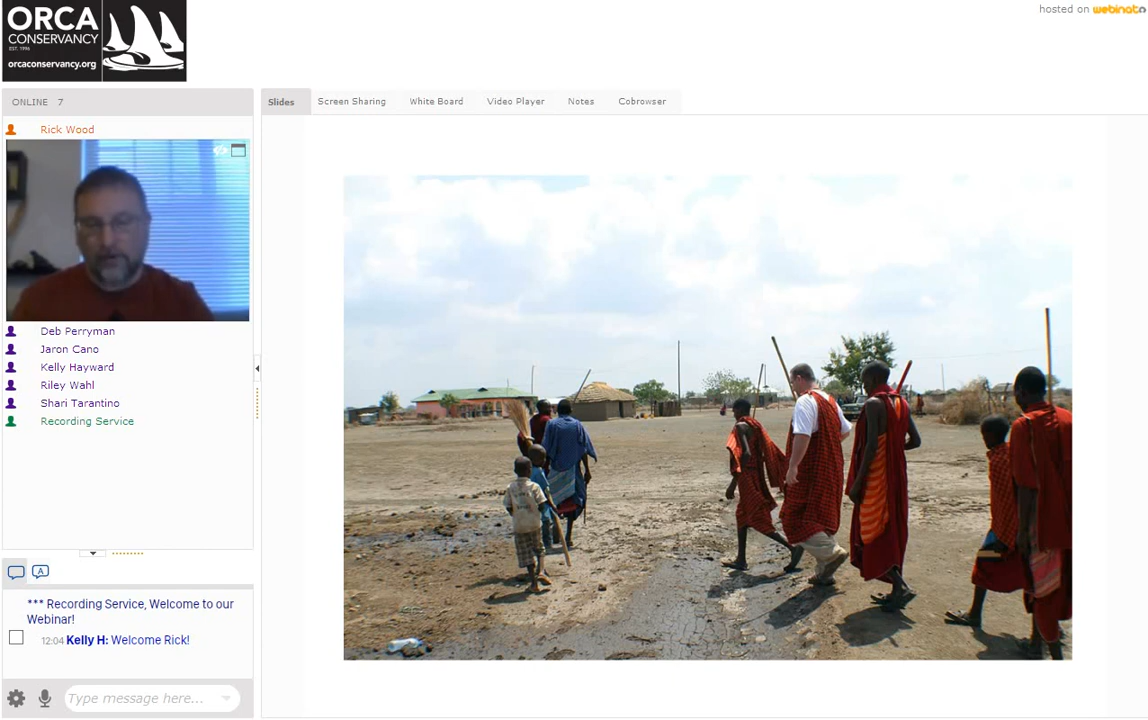 ORCA
CONSERVANCY
EST. 1996
orcaconservancy.org
hosted on webinato
ONLINE 7
Slides
Screen Sharing
White Board
Video Player
Notes
Cobrowser
Rick Wood
Deb Perryman
Jaron Cano
Kelly Hayward
Riley Wahl
Shari Tarantino
Recording Service
A
*** Recording Service, Welcome to our
Webinar!
12:04 Kelly H: Welcome Rick!
Type message here...